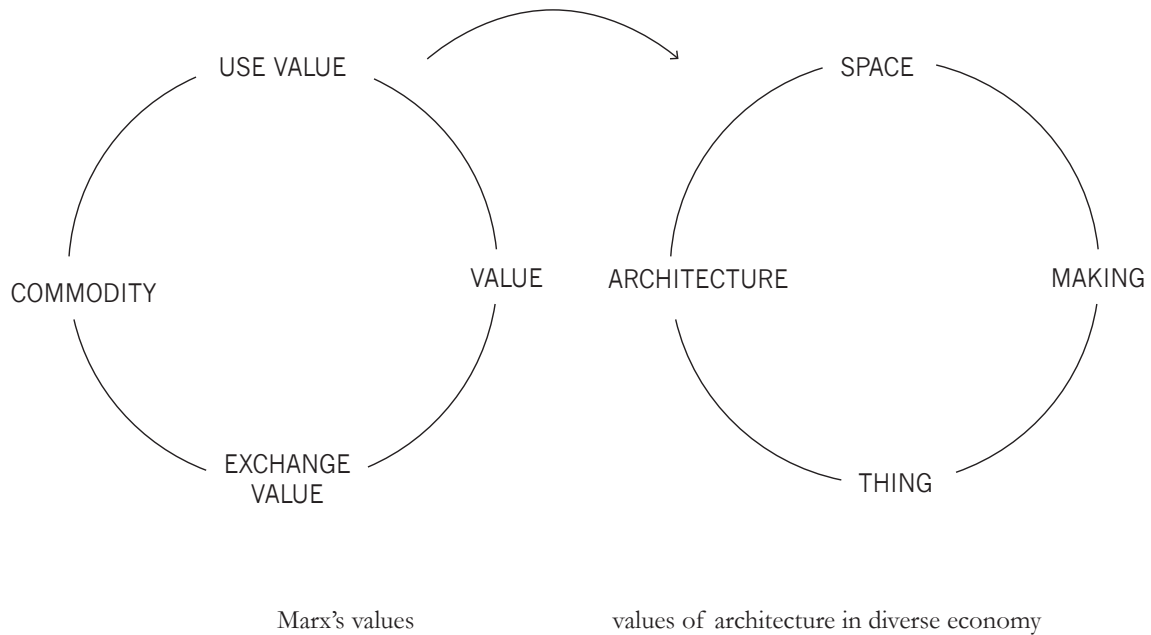 USE VALUE
VALUE
EXCHANGE
VALUE
COMMODITY
SPACE
MAKING
THING
ARCHITECTURE
Marx’s values
values of architecture in diverse economy